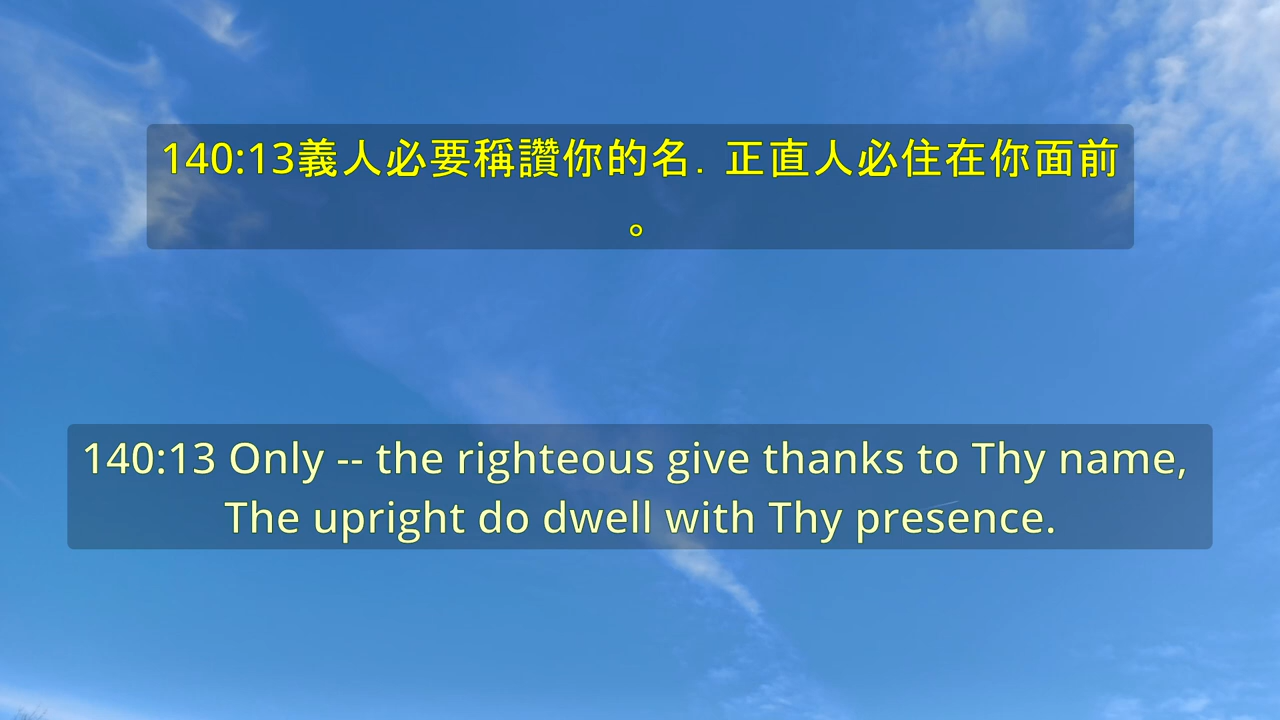 140:13義人必要稱讚你的名．正直人必住在你面前
。
140:13 Only -- the righteous give thanks to Thy name,
The upright do dwell with Thy presence.